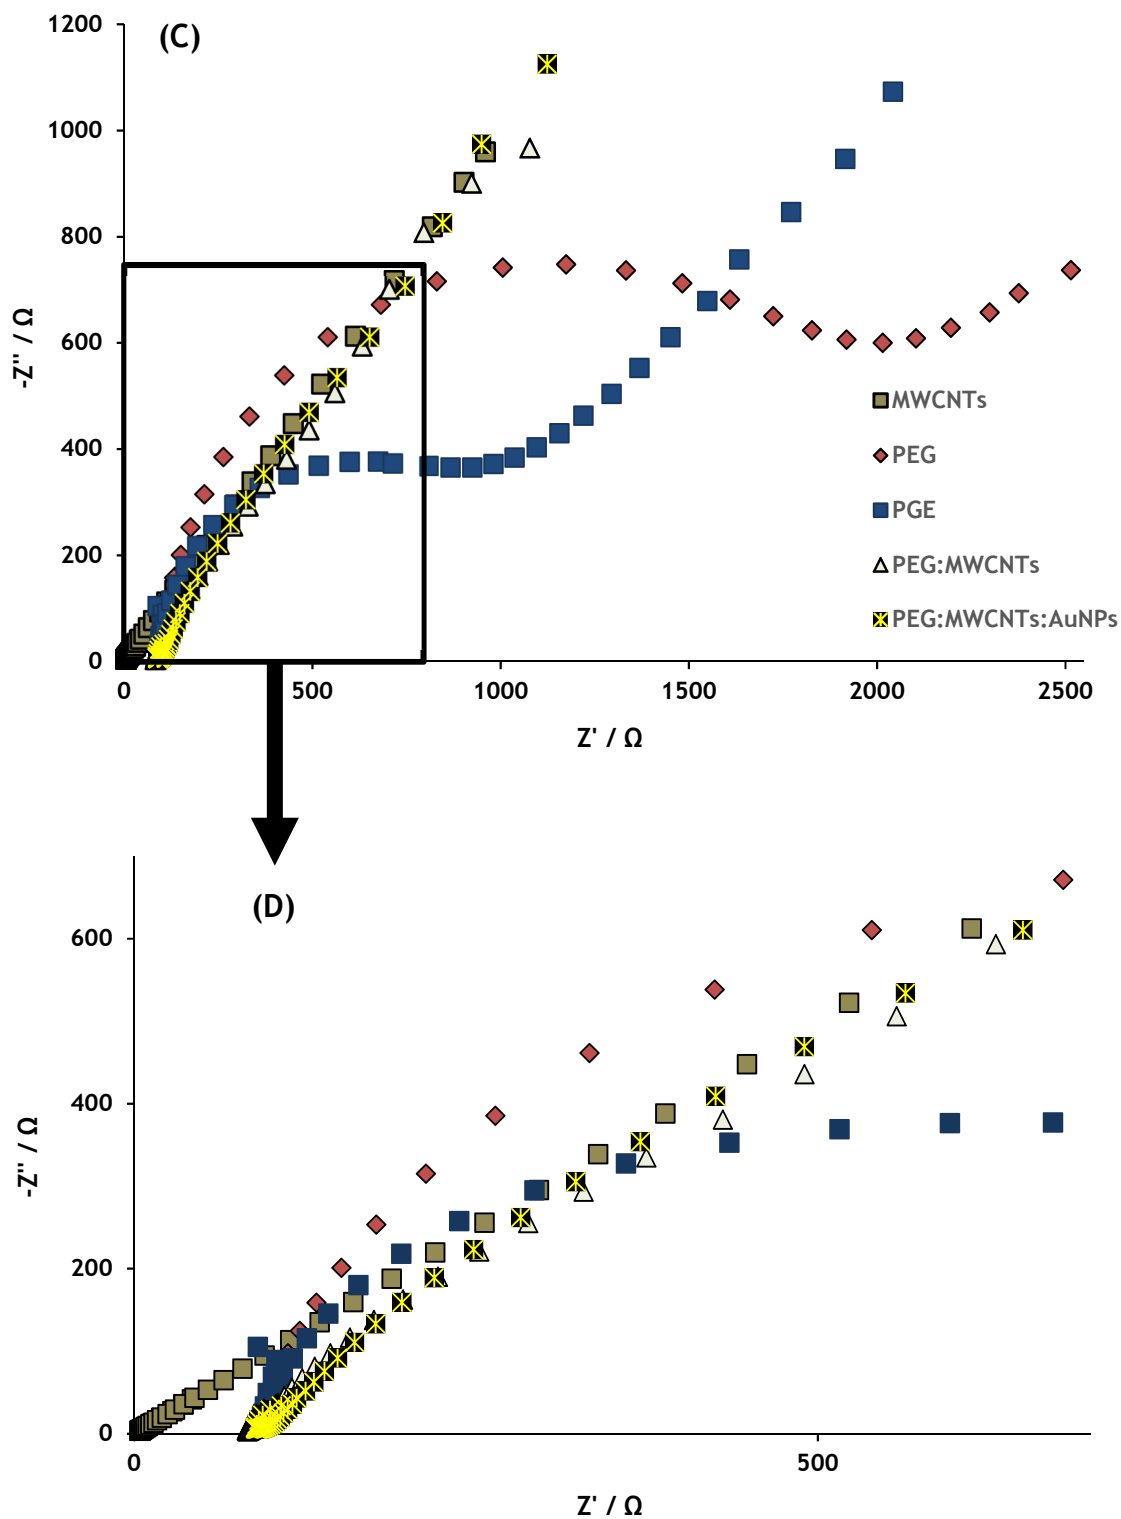 (C)
1200
1000
800
600
400
200
0
-Z'' / Ω
0 500 1000 1500 2000 2500
Z' / Ω
MWCNTs
PEG
PGE
PEG:MWCNTs
PEG:MWCNTs:AuNPs
(D)
600
400
200
0
-Z'' / Ω
0 500
Z' / Ω